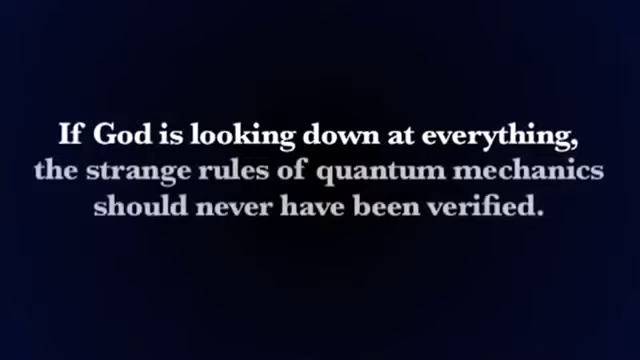 If God is looking down at everything,
the strange rules of quantum mechanics
should never have been verified.